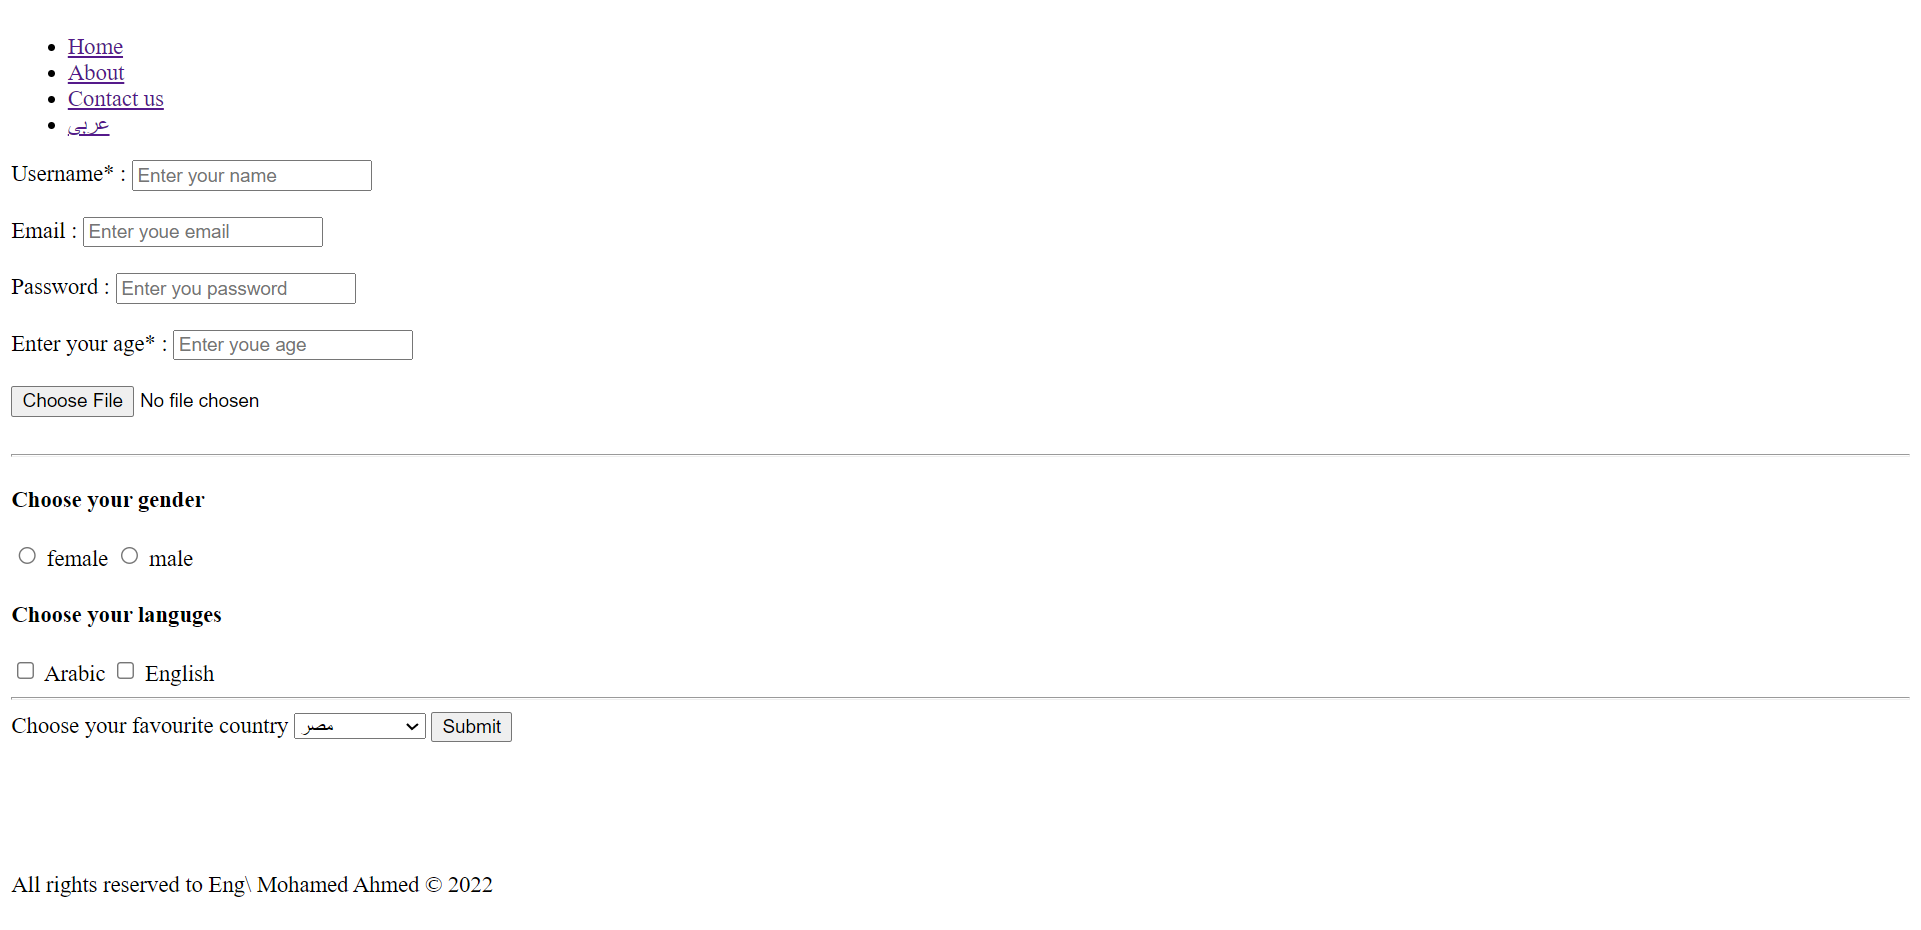 Home
About
Contact us
عربى
Username* : Enter your name
Email : Enter youe email
Password : Enter you password
Enter your age* : Enter youe age
Choose File No file chosen
Choose your gender
female male
Choose your languges
Arabic English
Choose your favourite country مصر Submit
All rights reserved to Eng\ Mohamed Ahmed © 2022